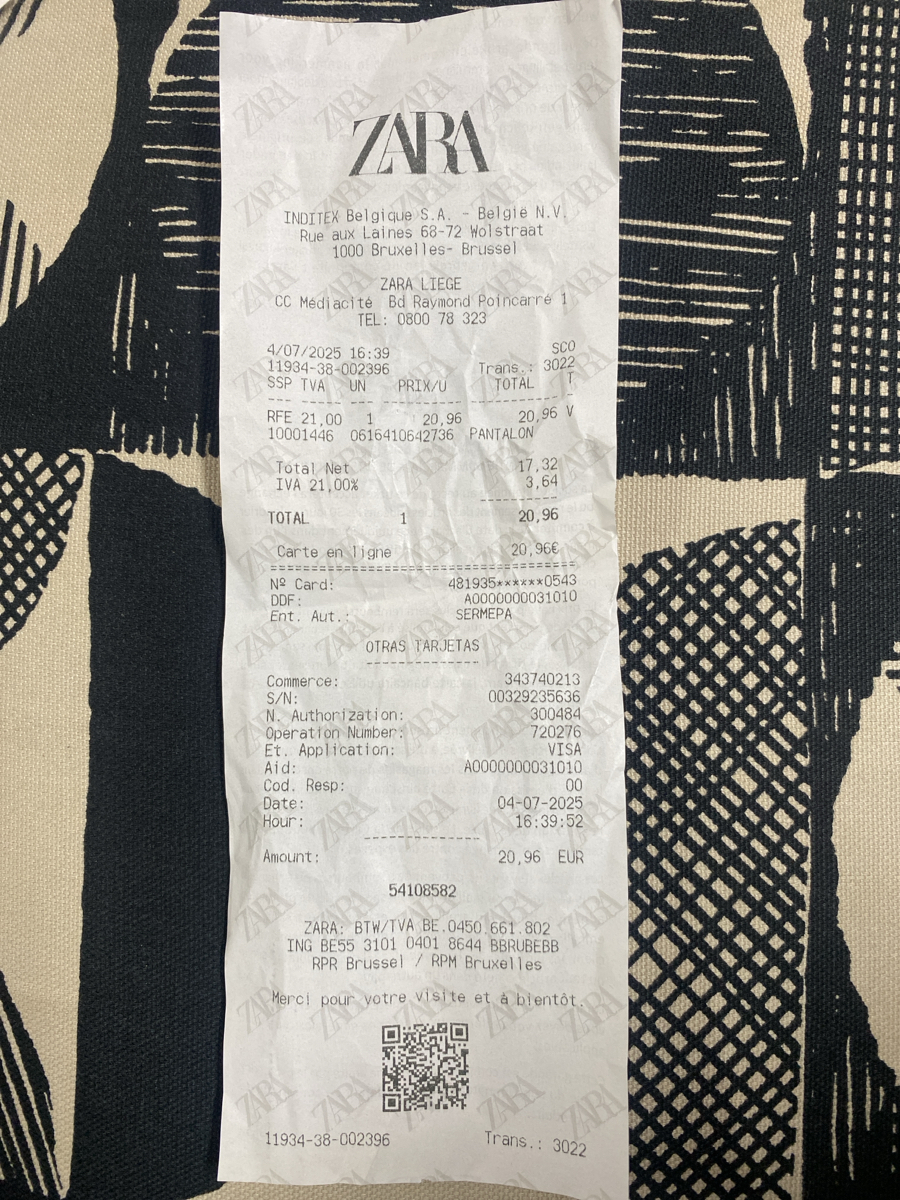 ZARA
INDITEX Belgique S.A. - België N.V.
Rue aux Laines 68-72 Wolstraat
1000 Bruxelles- Brussel
ZARA LIEGE
CC Médiacité Bd Raymond Poincarré 1
TEL: 0800 78 323
4/07/2025 16:39 SCO
11934-38-002396 Trans.: 3022
SSP TVA UN PRIX/U TOTAL T
RFE 21,00 1 20,96 20,96 V
10001446 0616410642736 PANTALON
Total Net 17,32
IVA 21,00% 3,64
TOTAL 1 20,96
Carte en ligne 20,96€
Nº Card: 481935******0543
DDF: A0000000031010
Ent. Aut.: SERMEPA
OTRAS TARJETAS
Commerce: 343740213
S/N: 00329235636
N. Authorization: 300484
Operation Number: 720276
Et. Application: VISA
Aid: A0000000031010
Cod. Resp: 00
Date: 04-07-2025
Hour: 16:39:52
Amount: 20,96 EUR
54108582
ZARA: BTW/TVA BE.0450.661.802
ING BE55 3101 0401 8644 BBRUBEBB
RPR Brussel / RPM Bruxelles
Merci pour votre visite et à bientôt.
11934-38-002396 Trans.: 3022